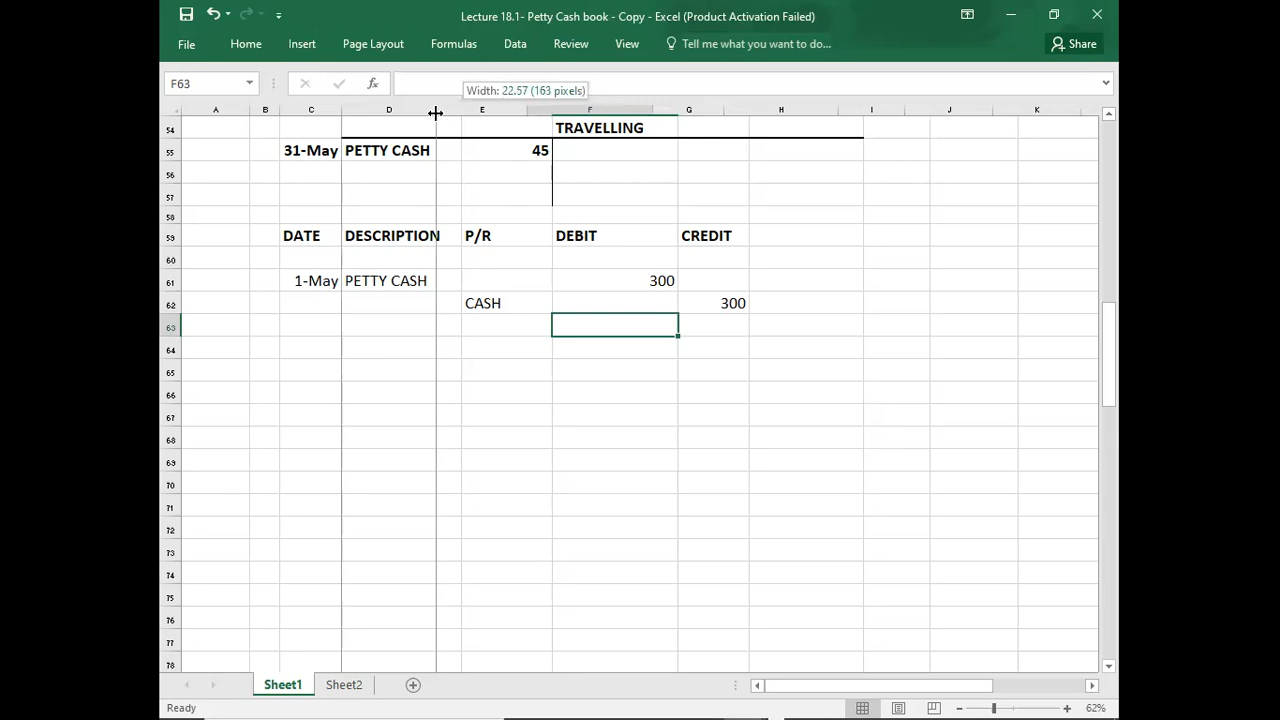 Lecture 18.1- Petty Cash book - Copy - Excel (Product Activation Failed)
File Home Insert Page Layout Formulas Data Review View Tell me what you want to do... Share
F63 fx
Width: 22.57 (163 pixels)
A B C D E F G H I J K
54 TRAVELLING
55 31-May PETTY CASH 45
56
57
58
59 DATE DESCRIPTION P/R DEBIT CREDIT
60
61 1-May PETTY CASH 300
62 CASH 300
63
64
65
66
67
68
69
70
71
72
73
74
75
76
77
78
Sheet1 Sheet2
Ready 62%